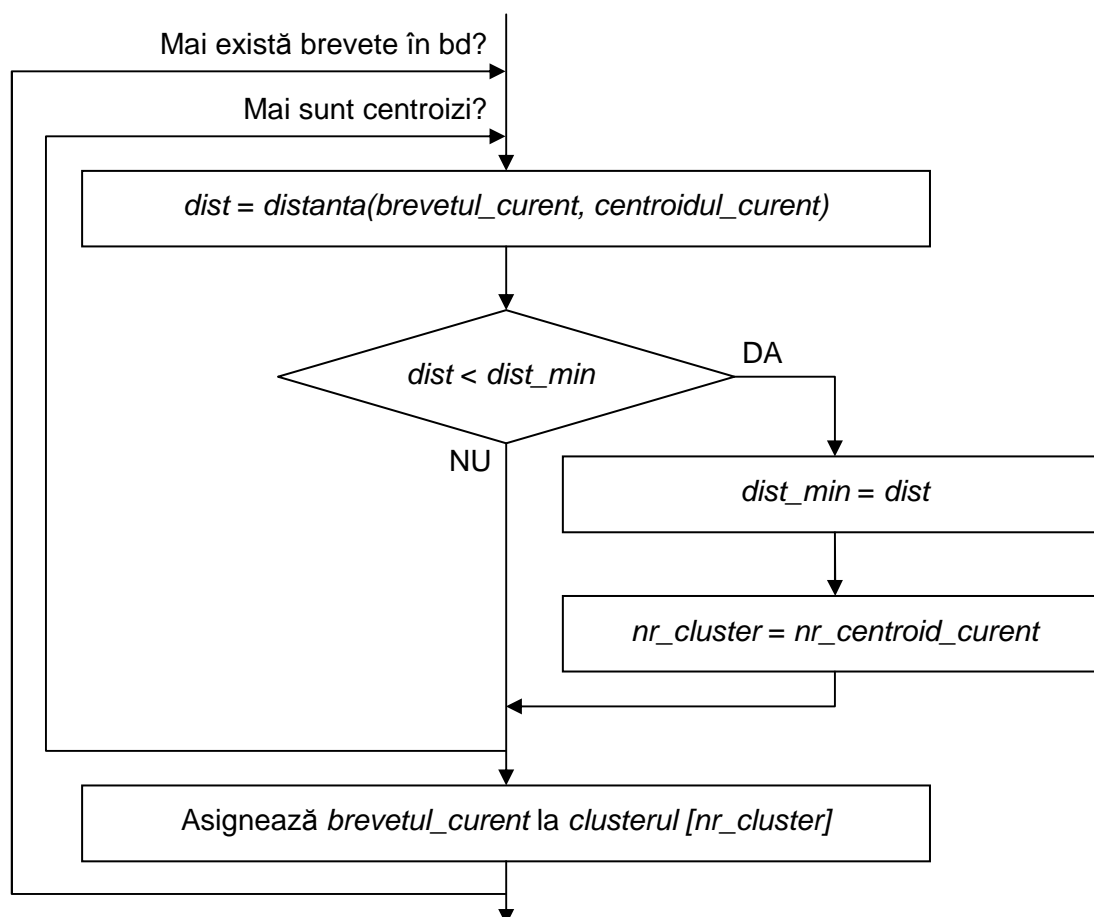 Mai există brevete în bd?
Mai sunt centroizi?
dist = distanta(brevetul_curent, centroidul_curent)
dist < dist_min
DA
NU
dist_min = dist
nr_cluster = nr_centroid_curent
Asignează brevetul_curent la clusterul [nr_cluster]